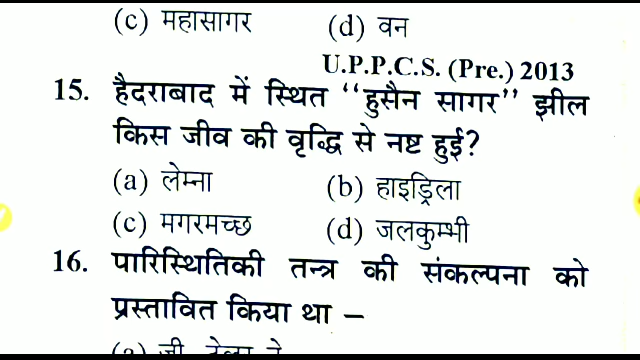 (c) महासागर (d) वन
U.P.P.C.S. (Pre.) 2013
15. हैदराबाद में स्थित ‘‘हुसैन सागर’’ झील
किस जीव की वृद्धि से नष्ट हुई?
(a) लेम्ना (b) हाइड्रिला
(c) मगरमच्छ (d) जलकुम्भी
16. पारिस्थितिकी तन्त्र की संकल्पना को
प्रस्तावित किया था –